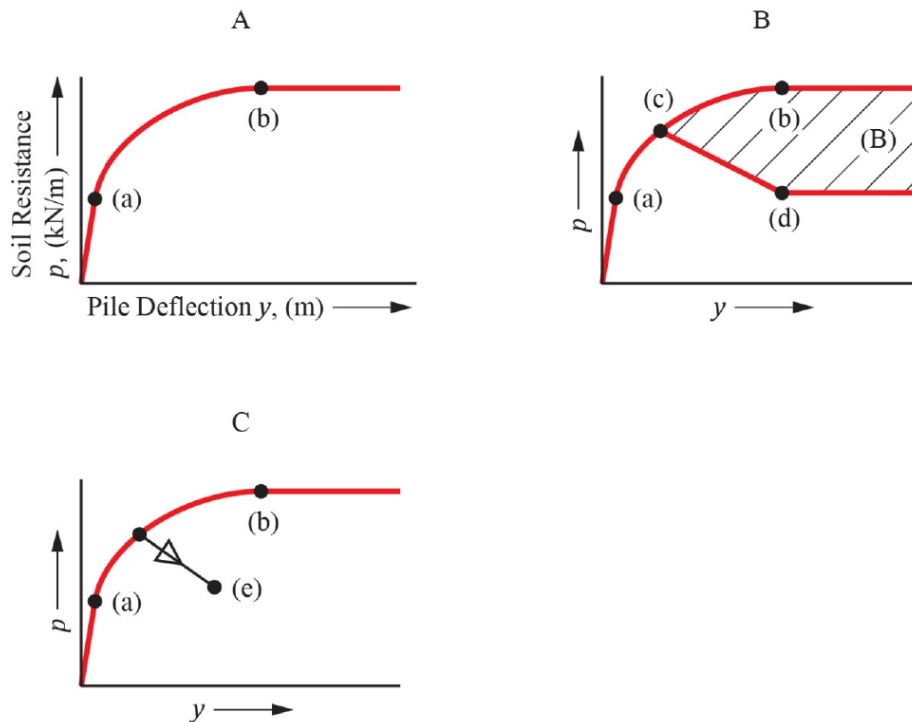 A
Soil Resistance
p, (kN/m)
(a)
(b)
Pile Deflection y, (m)
B
p
(c)
(b)
(B)
(a)
(d)
y
C
p
(b)
(a)
(e)
y